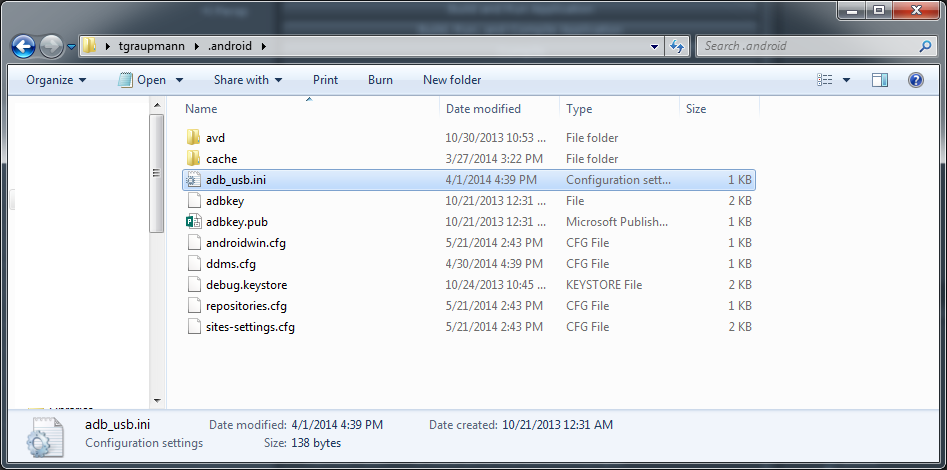 tgraupmann .android Search .android
Organize Open Share with Print Burn New folder
Name Date modified Type Size
avd 10/30/2013 10:53 ... File folder
cache 3/27/2014 3:22 PM File folder
adb_usb.ini 4/1/2014 4:39 PM Configuration sett... 1 KB
adbkey 10/21/2013 12:31 ... File 2 KB
adbkey.pub 10/21/2013 12:31 ... Microsoft Publish... 1 KB
androidwin.cfg 5/21/2014 2:43 PM CFG File 1 KB
ddms.cfg 4/30/2014 4:39 PM CFG File 1 KB
debug.keystore 10/24/2013 10:45 ... KEYSTORE File 2 KB
repositories.cfg 5/21/2014 2:43 PM CFG File 1 KB
sites-settings.cfg 5/21/2014 2:43 PM CFG File 2 KB
adb_usb.ini Date modified: 4/1/2014 4:39 PM Date created: 10/21/2013 12:31 AM
Configuration settings Size: 138 bytes